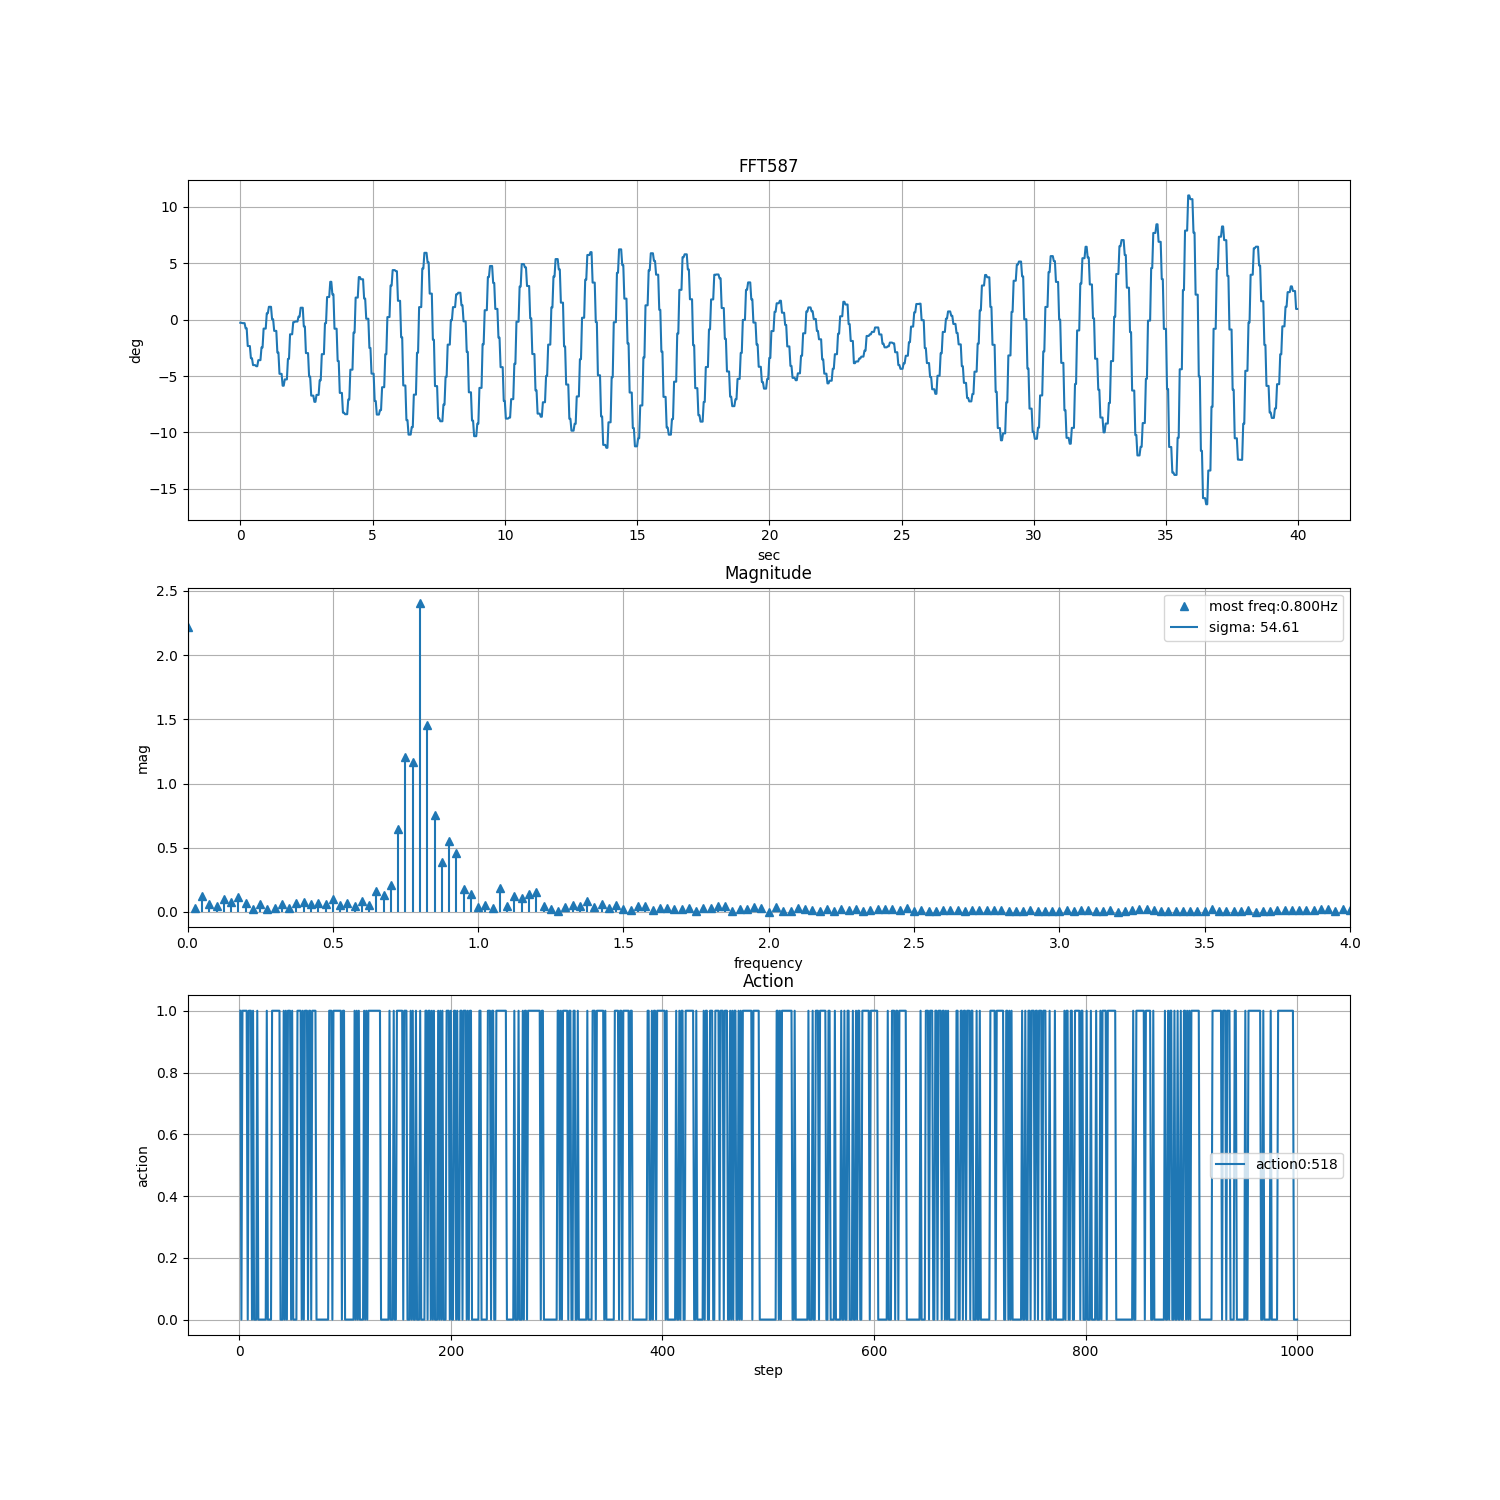 FFT587
10
5
0
−5
−10
−15
deg
0 5 10 15 20 25 30 35 40
sec
Magnitude
2.5
2.0
1.5
1.0
0.5
0.0
mag
most freq:0.800Hz
sigma: 54.61
0.0 0.5 1.0 1.5 2.0 2.5 3.0 3.5 4.0
frequency
Action
1.0
0.8
0.6
0.4
0.2
0.0
action
action0:518
0 200 400 600 800 1000
step